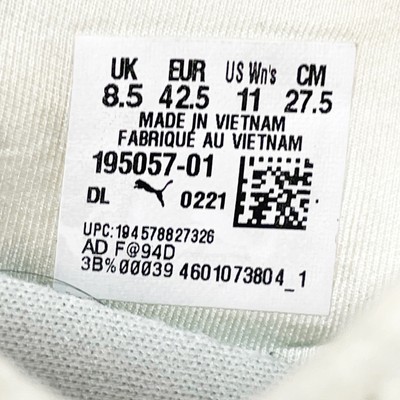 UK EUR US Wn's CM
8.5 42.5 11 27.5
MADE IN VIETNAM
FABRIQUÉ AU VIETNAM
195057-01
DL 0221
UPC:194578827326
AD F@94D
3B%00039 4601073804_1